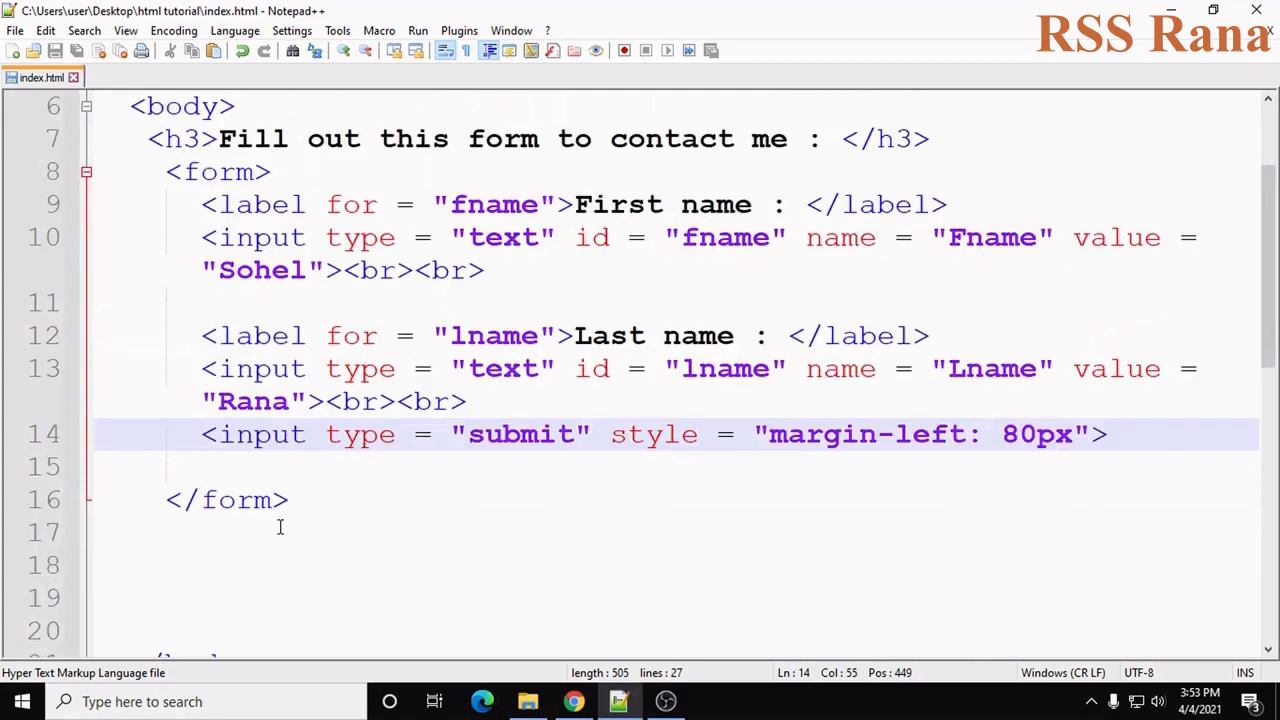 C:\Users\user\Desktop\html tutorial\index.html - Notepad++
RSS Rana
File Edit Search View Encoding Language Settings Tools Macro Run Plugins Window ?
X
index.html
6 <body>
7 <h3>Fill out this form to contact me : </h3>
8 <form>
9 <label for = "fname">First name : </label>
10 <input type = "text" id = "fname" name = "Fname" value =
"Sohel"><br><br>
11
12 <label for = "lname">Last name : </label>
13 <input type = "text" id = "lname" name = "Lname" value =
"Rana"><br><br>
14 <input type = "submit" style = "margin-left: 80px">
15
16 </form>
17
18
19
20
Hyper Text Markup Language file length : 505 lines : 27 Ln : 14 Col : 55 Pos : 449 Windows (CR LF) UTF-8 INS
Type here to search
3:53 PM
4/4/2021
3